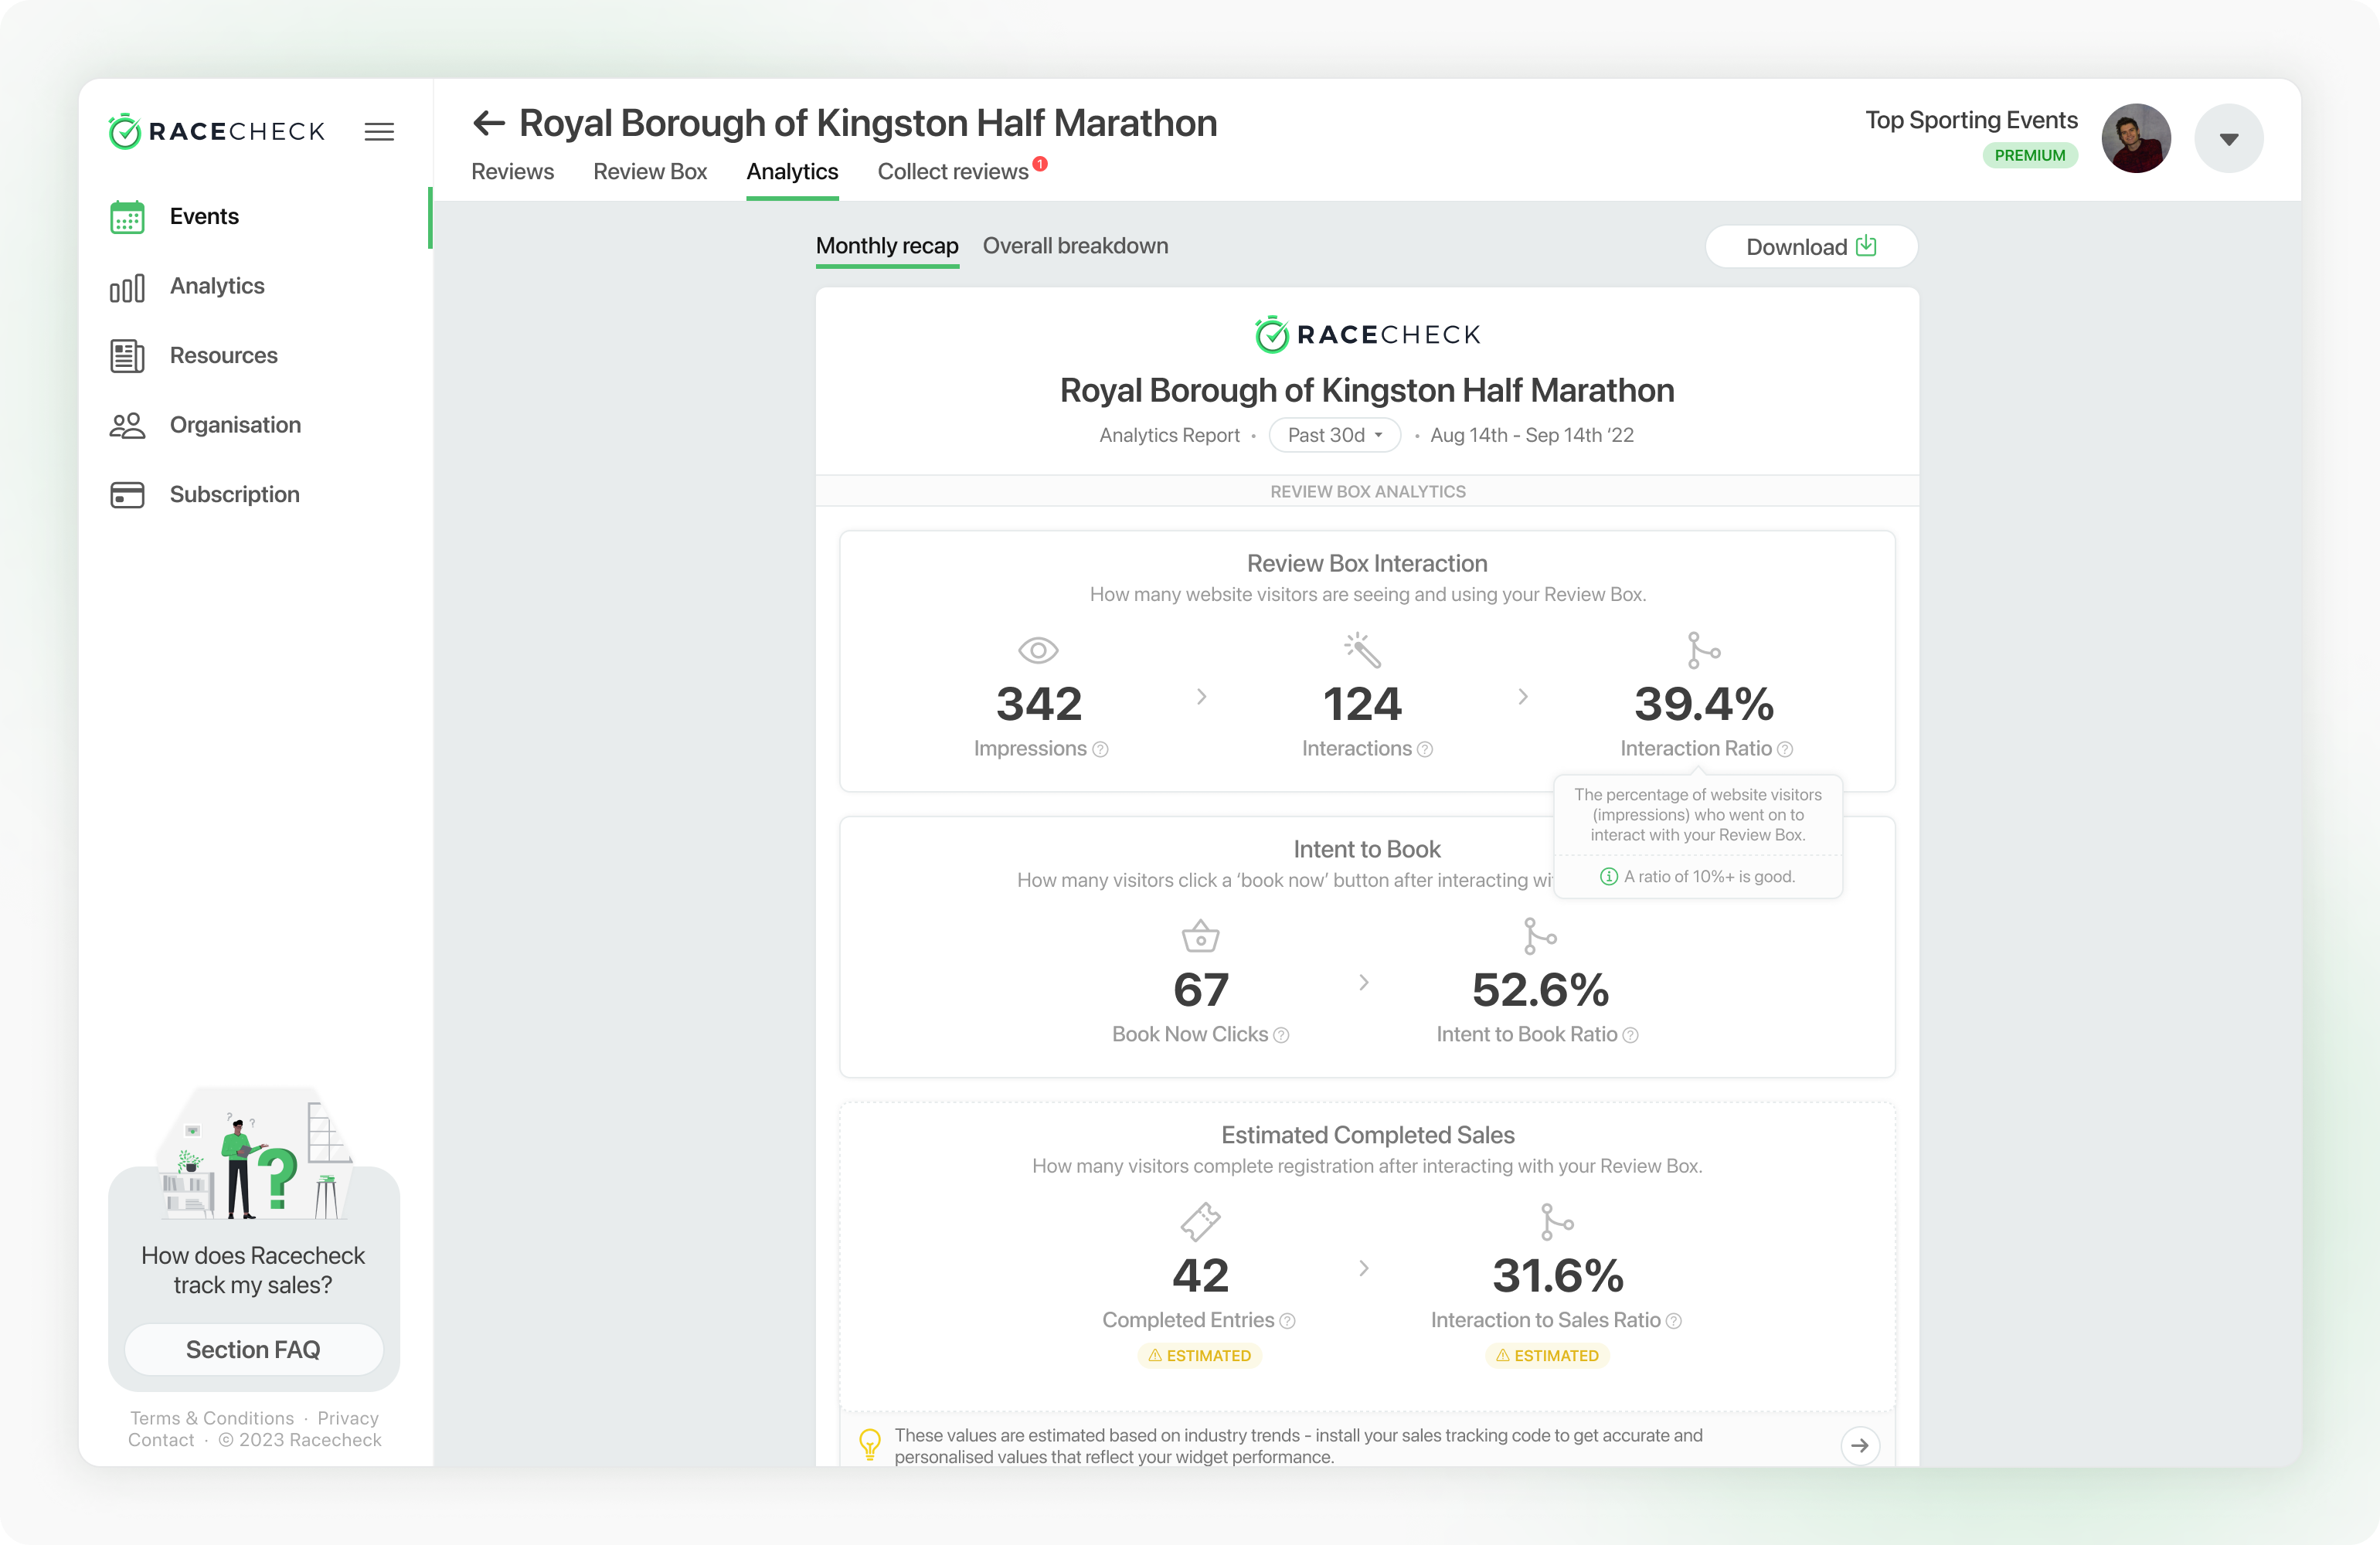 RACECHECK
Events
Analytics
Resources
Organisation
Subscription
How does Racecheck
track my sales?
Section FAQ
Terms & Conditions · Privacy
Contact · © 2023 Racecheck
Royal Borough of Kingston Half Marathon
Reviews Review Box Analytics Collect reviews 1
Top Sporting Events
PREMIUM
Monthly recap Overall breakdown Download
RACECHECK
Royal Borough of Kingston Half Marathon
Analytics Report · Past 30d · Aug 14th - Sep 14th ‘22
REVIEW BOX ANALYTICS
Review Box Interaction
How many website visitors are seeing and using your Review Box.
342 124 39.4%
Impressions ? Interactions ? Interaction Ratio ?
The percentage of website visitors
(impressions) who went on to
interact with your Review Box.
A ratio of 10%+ is good.
Intent to Book
How many visitors click a ‘book now’ button after interacting
67 52.6%
Book Now Clicks ? Intent to Book Ratio ?
Estimated Completed Sales
How many visitors complete registration after interacting with your Review Box.
42 31.6%
Completed Entries ? Interaction to Sales Ratio ?
ESTIMATED ESTIMATED
These values are estimated based on industry trends - install your sales tracking code to get accurate and
personalised values that reflect your widget performance.